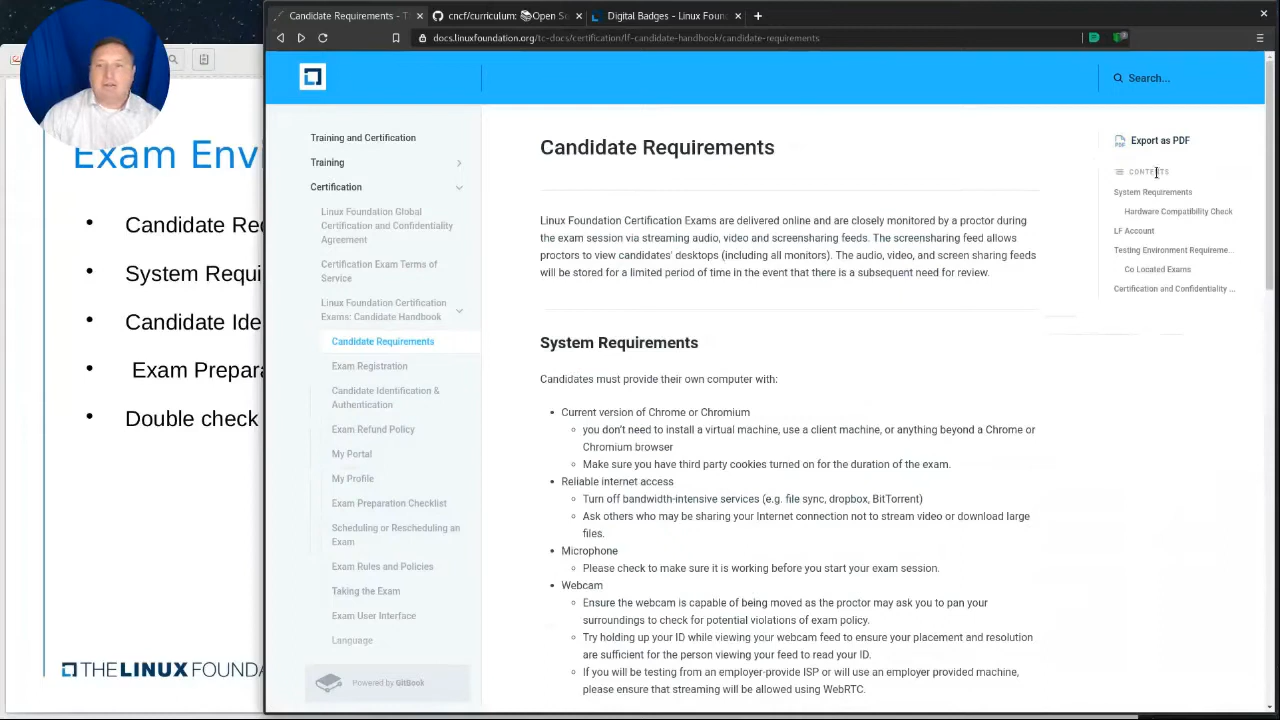 Candidate Requirements - T
cncf/curriculum: 📚Open So
Digital Badges - Linux Foun
docs.linuxfoundation.org/tc-docs/certification/lf-candidate-handbook/candidate-requirements
Search...
Exam Env
Candidate Req
System Requi
Candidate Ide
Exam Prepara
Double check
THE LINUX FOUNDA
Training and Certification
Training
Certification
Linux Foundation Global
Certification and Confidentiality
Agreement
Certification Exam Terms of
Service
Linux Foundation Certification
Exams: Candidate Handbook
Candidate Requirements
Exam Registration
Candidate Identification &
Authentication
Exam Refund Policy
My Portal
My Profile
Exam Preparation Checklist
Scheduling or Rescheduling an
Exam
Exam Rules and Policies
Taking the Exam
Exam User Interface
Language
Powered by GitBook
Candidate Requirements
Linux Foundation Certification Exams are delivered online and are closely monitored by a proctor during
the exam session via streaming audio, video and screensharing feeds. The screensharing feed allows
proctors to view candidates' desktops (including all monitors). The audio, video, and screen sharing feeds
will be stored for a limited period of time in the event that there is a subsequent need for review.
System Requirements
Candidates must provide their own computer with:
• Current version of Chrome or Chromium
◦ you don't need to install a virtual machine, use a client machine, or anything beyond a Chrome or
Chromium browser
◦ Make sure you have third party cookies turned on for the duration of the exam.
• Reliable internet access
◦ Turn off bandwidth-intensive services (e.g. file sync, dropbox, BitTorrent)
◦ Ask others who may be sharing your Internet connection not to stream video or download large
files.
• Microphone
◦ Please check to make sure it is working before you start your exam session.
• Webcam
◦ Ensure the webcam is capable of being moved as the proctor may ask you to pan your
surroundings to check for potential violations of exam policy.
◦ Try holding up your ID while viewing your webcam feed to ensure your placement and resolution
are sufficient for the person viewing your feed to read your ID.
◦ If you will be testing from an employer-provide ISP or will use an employer provided machine,
please ensure that streaming will be allowed using WebRTC.
Export as PDF
CONTENTS
System Requirements
Hardware Compatibility Check
LF Account
Testing Environment Requireme...
Co Located Exams
Certification and Confidentiality ...